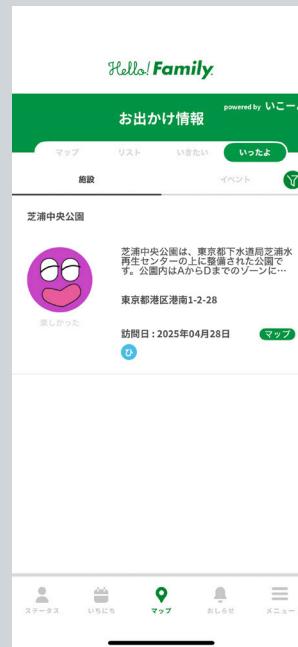 Hello! Family.
powered by いこーよ
お出かけ情報
マップ
リスト
いきたい
いったよ
施設
イベント
芝浦中央公園
芝浦中央公園は、東京都下水道局芝浦水
再生センターの上に整備された公園で
す。公園内はAからDまでのゾーンに…
東京都港区港南1-2-28
楽しかった
訪問日 : 2025年04月28日
マップ
ひ
ステータス
いちにち
マップ
おしらせ
メニュー